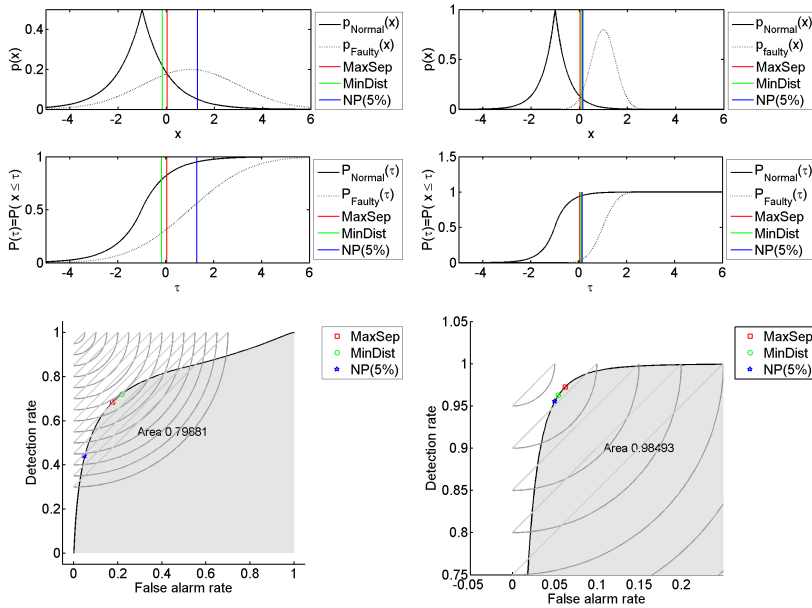 p(x)
0.4
0.2
0
-4
-2
0
2
4
6
x
p_Normal(x)
p_Faulty(x)
MaxSep
MinDist
NP(5%)
p(x)
1
0.5
0
-4
-2
0
2
4
6
x
p_Normal(x)
p_faulty(x)
MaxSep
MinDist
NP(5%)
P(τ)=P( x ≤ τ)
1
0.5
0
-4
-2
0
2
4
6
τ
P_Normal(τ)
P_Faulty(τ)
MaxSep
MinDist
NP(5%)
P(τ)=P( x ≤ τ)
1.5
1
0.5
0
-4
-2
0
2
4
6
τ
P_Normal(τ)
P_Faulty(τ)
MaxSep
MinDist
NP(5%)
Detection rate
1
0.8
0.6
0.4
0.2
0
0
0.2
0.4
0.6
0.8
1
False alarm rate
Area 0.79681
MaxSep
MinDist
NP(5%)
Detection rate
1.05
1
0.95
0.9
0.85
0.8
0.75
-0.05
0
0.05
0.1
0.15
0.2
False alarm rate
Area 0.98493
MaxSep
MinDist
NP(5%)